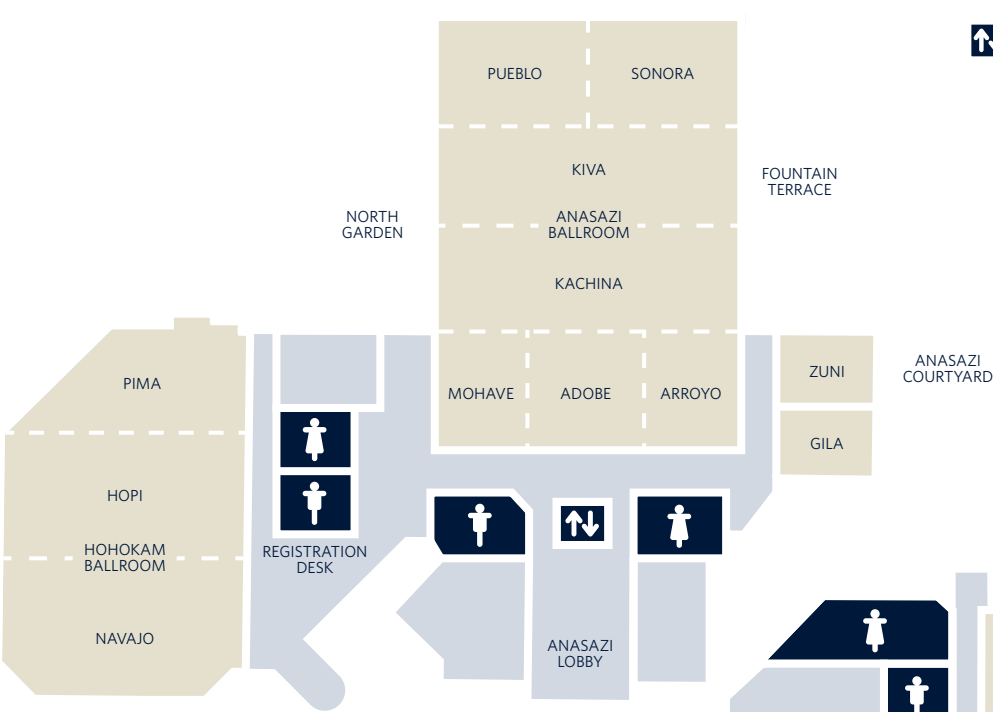 PUEBLO
SONORA
KIVA
FOUNTAIN
TERRACE
NORTH
GARDEN
ANASAZI
BALLROOM
KACHINA
PIMA
MOHAVE
ADOBE
ARROYO
ZUNI
ANASAZI
COURTYARD
GILA
HOPI
HOHOKAM
BALLROOM
REGISTRATION
DESK
NAVAJO
ANASAZI
LOBBY